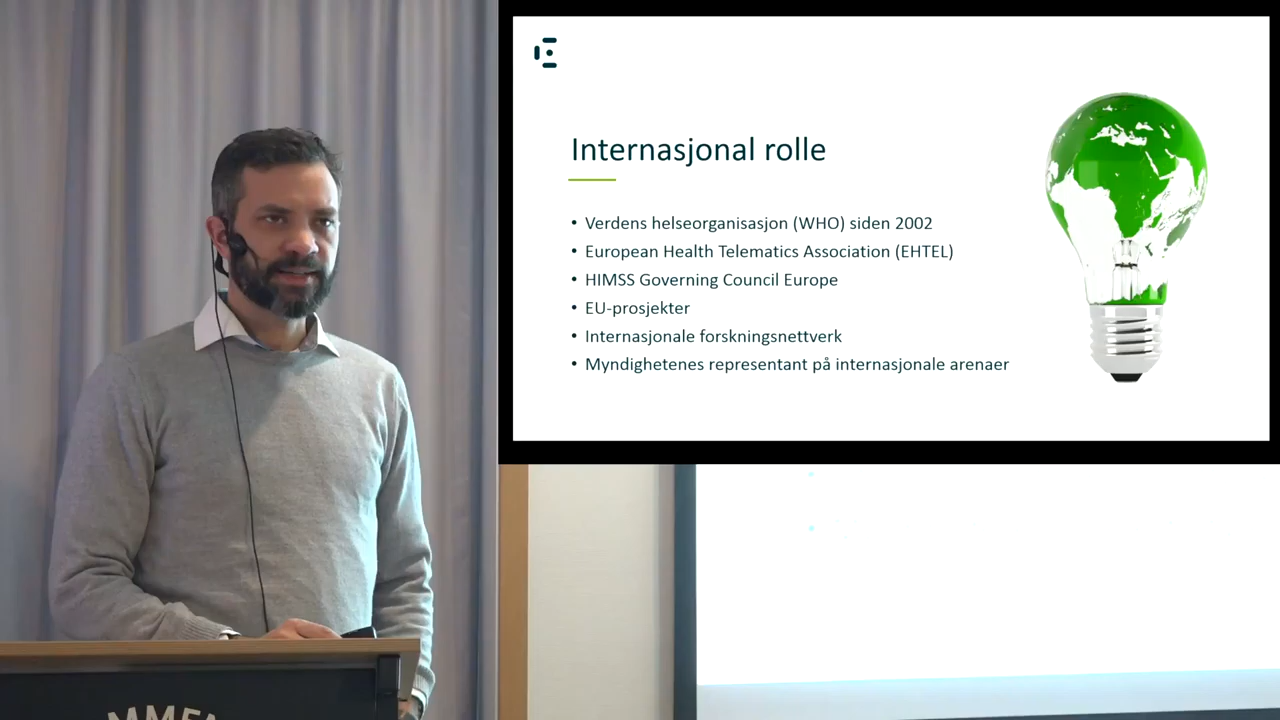 Internasjonal rolle
• Verdens helseorganisasjon (WHO) siden 2002
• European Health Telematics Association (EHTEL)
• HIMSS Governing Council Europe
• EU-prosjekter
• Internasjonale forskningsnettverk
• Myndighetenes representant på internasjonale arenaer